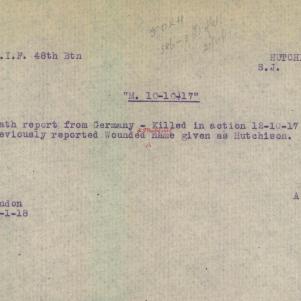 .I.F. 48th Btn HUTCH
S.J.
"M. 10-10-17"
ath report from Germany - Killed in action 12-10-17
eviously reported Wounded name given as Hutchison.
A
ndon
-1-18